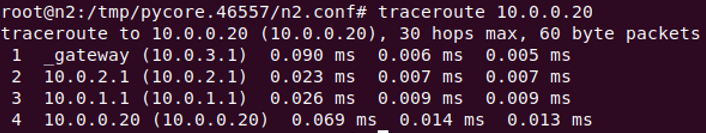 root@n2:/tmp/pycore.46557/n2.conf# traceroute 10.0.0.20
traceroute to 10.0.0.20 (10.0.0.20), 30 hops max, 60 byte packets
 1  _gateway (10.0.3.1)  0.090 ms  0.006 ms  0.005 ms
 2  10.0.2.1 (10.0.2.1)  0.023 ms  0.007 ms  0.007 ms
 3  10.0.1.1 (10.0.1.1)  0.026 ms  0.009 ms  0.009 ms
 4  10.0.0.20 (10.0.0.20)  0.069 ms  0.014 ms  0.013 ms